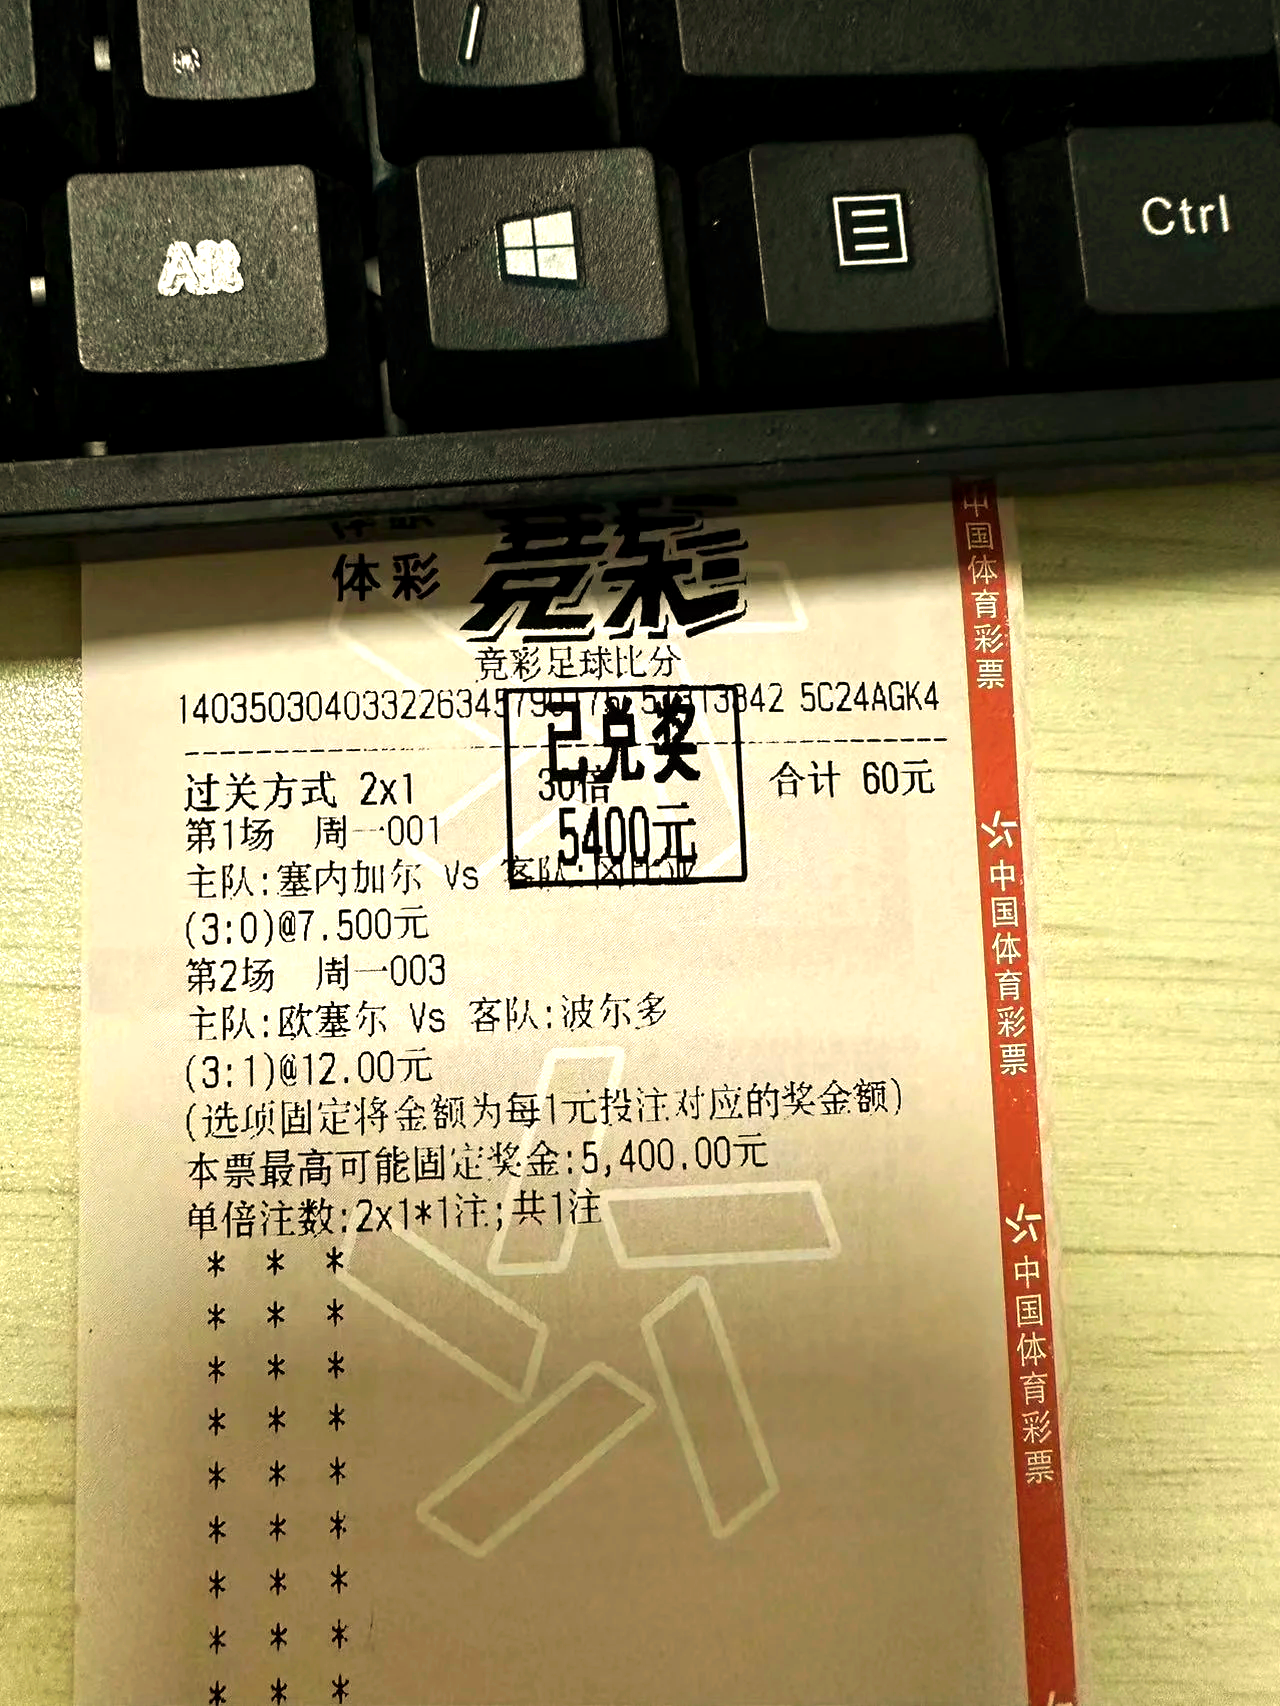 Alt
Ctrl
体彩 竞彩
竞彩足球比分
5C24AGK4
已兑奖
过关方式 2x1 30倍 合计 60元
5400元
第1场 周一001
主队:塞内加尔 Vs 客队:
(3:0)@7.500元
第2场 周一003
主队:欧塞尔 Vs 客队:波尔多
(3:1)@12.00元
(选项固定将金额为每1元投注对应的奖金额)
本票最高可能固定奖金:5,400.00元
单倍注数:2x1*1注;共1注
* * *
* * *
* * *
* * *
* * *
* * *
* * *
* * *
* * *
中国体育彩票
中国体育彩票
中国体育彩票